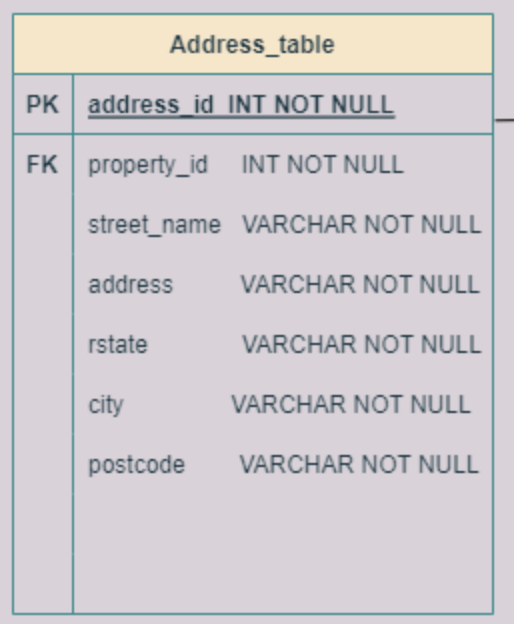 Address_table
PK address_id INT NOT NULL
FK property_id INT NOT NULL
street_name VARCHAR NOT NULL
address VARCHAR NOT NULL
rstate VARCHAR NOT NULL
city VARCHAR NOT NULL
postcode VARCHAR NOT NULL